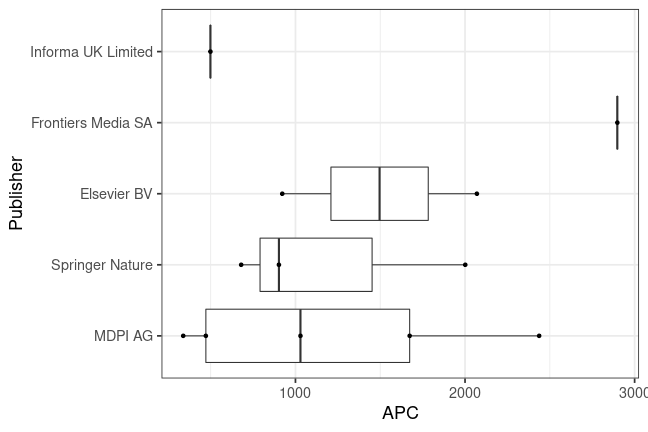 Informa UK Limited
Frontiers Media SA
Elsevier BV
Springer Nature
MDPI AG
Publisher
1000 2000 3000
APC